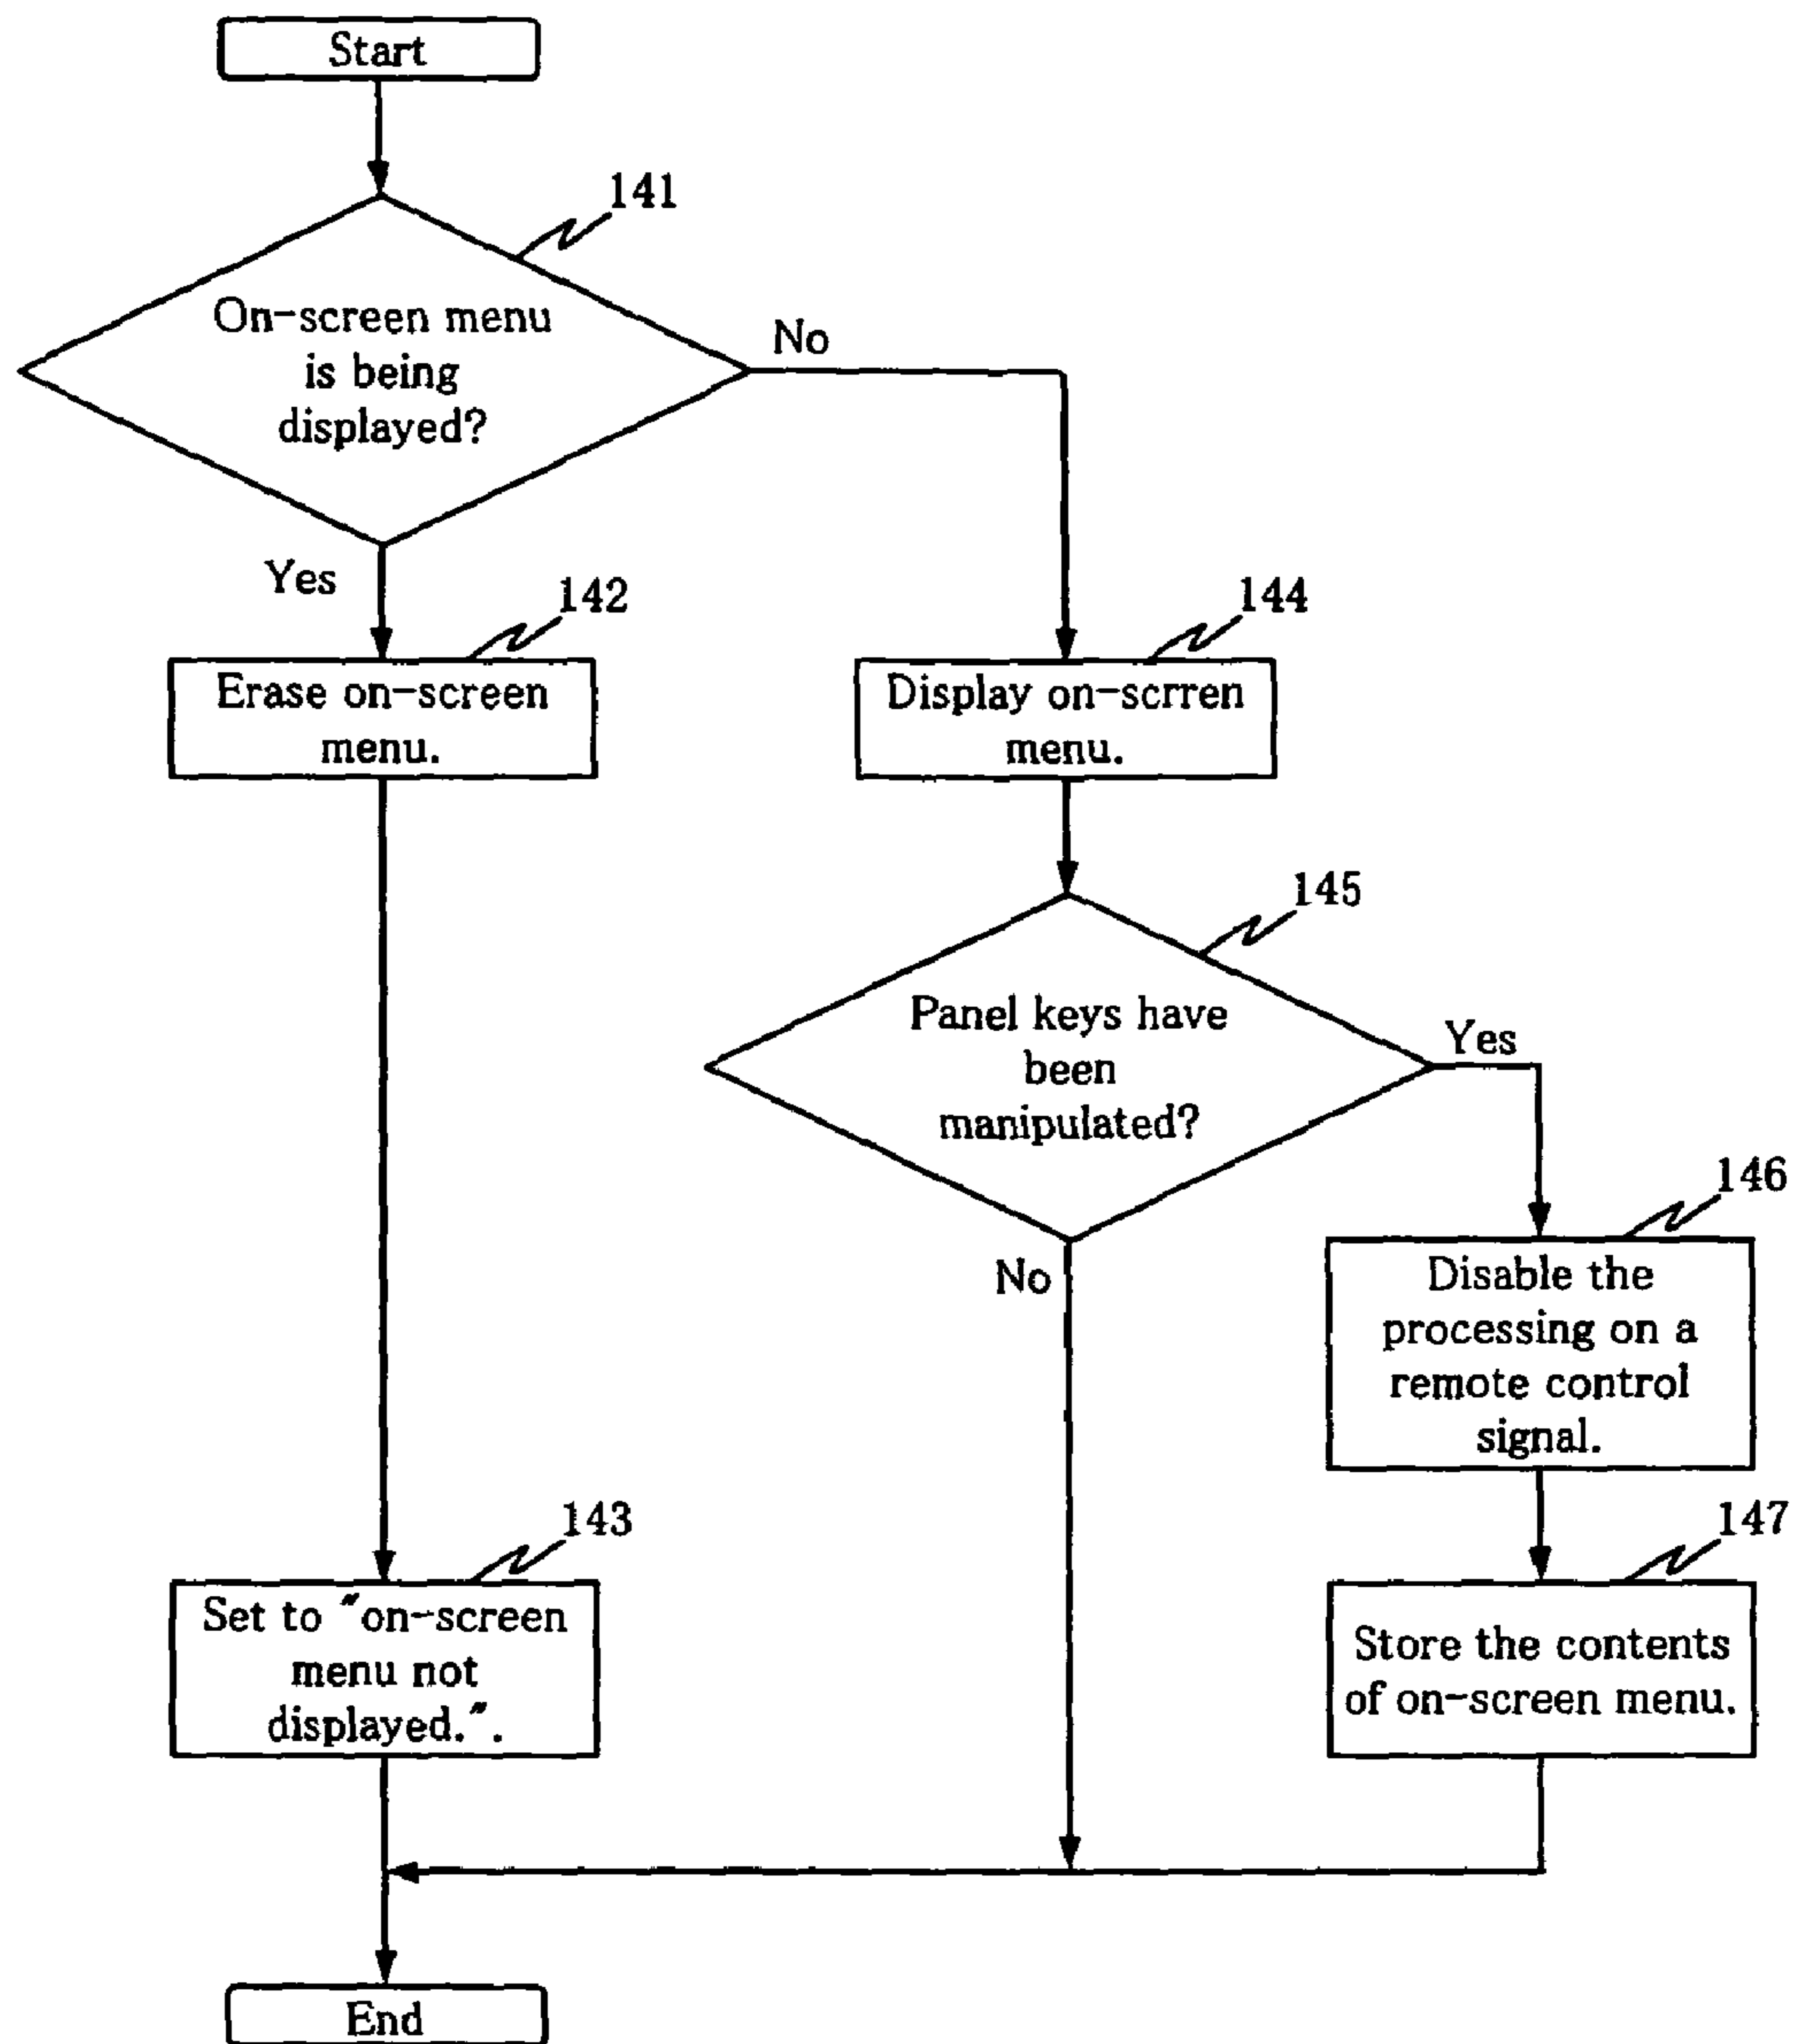 Start
141
On-screen menu
is being
displayed?
No
Yes
142
Erase on-screen
menu.
144
Display on-scrren
menu.
145
Panel keys have
been
manipulated?
Yes
No
146
Disable the
processing on a
remote control
signal.
143
Set to "on-screen
menu not
displayed.".
147
Store the contents
of on-screen menu.
End